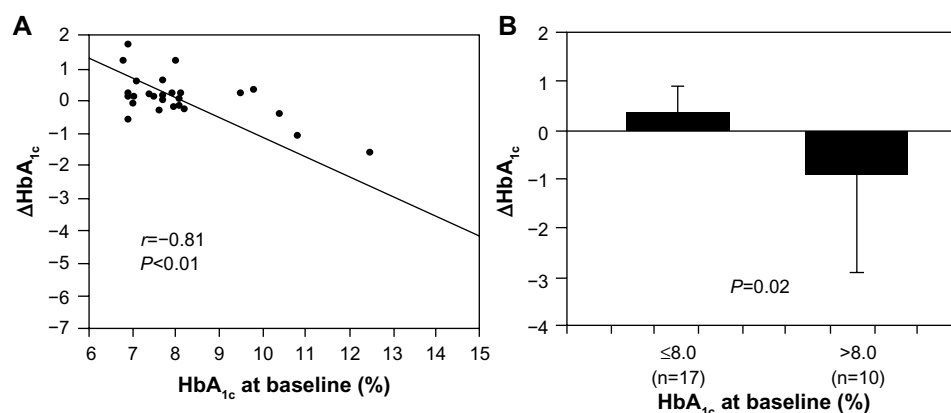 A
2
1
0
−1
−2
−3
−4
−5
−6
−7
ΔHbA1c
r=−0.81
P<0.01
6 7 8 9 10 11 12 13 14 15
HbA1c at baseline (%)
B
2
1
0
−1
−2
−3
−4
ΔHbA1c
P=0.02
≤8.0 >8.0
(n=17) (n=10)
HbA1c at baseline (%)